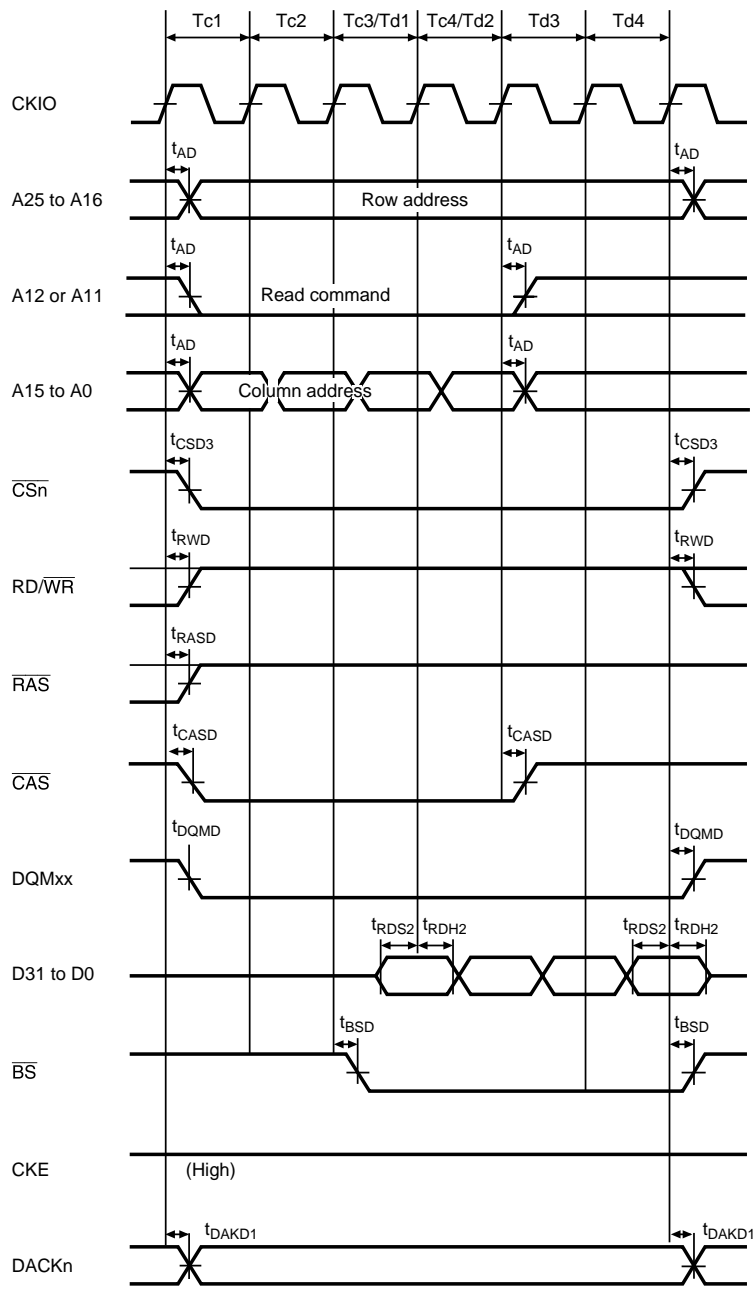 Tc1 Tc2 Tc3/Td1 Tc4/Td2 Td3 Td4
CKIO
tAD tAD
A25 to A16 Row address
tAD tAD
A12 or A11 Read command
tAD tAD
A15 to A0 Column address
tCSD3 tCSD3
CSn
tRWD tRWD
RD/WR
tRASD
RAS
tCASD tCASD
CAS
tDQMD tDQMD
DQMxx
tRDS2 tRDH2 tRDS2 tRDH2
D31 to D0
tBSD tBSD
BS
CKE (High)
tDAKD1 tDAKD1
DACKn